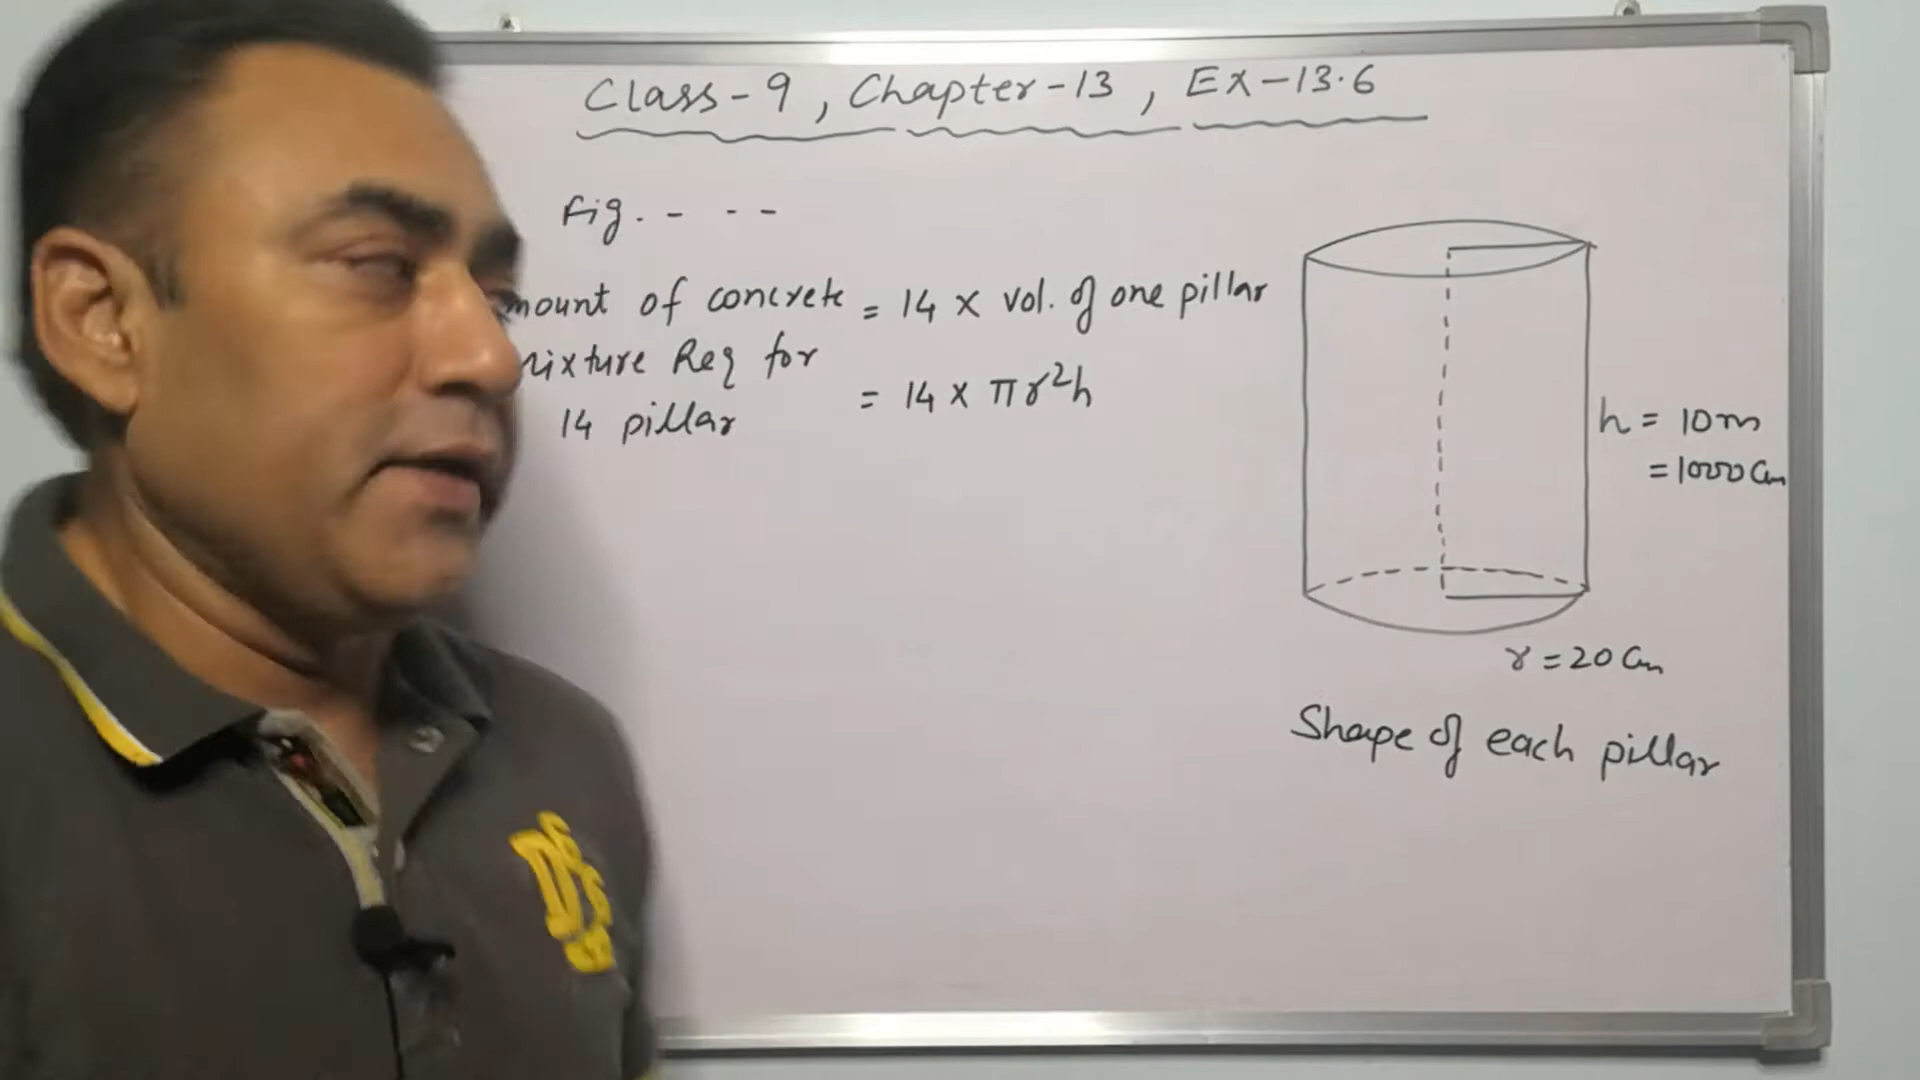 Class-9, Chapter-13, Ex-13.6
Fig. - - -
mount of concrete = 14 x vol. of one pillar
ixture Req for
= 14 x πr²h
14 pillar
h = 10m
= 1000 Cm
r = 20 Cm
Shape of each pillar